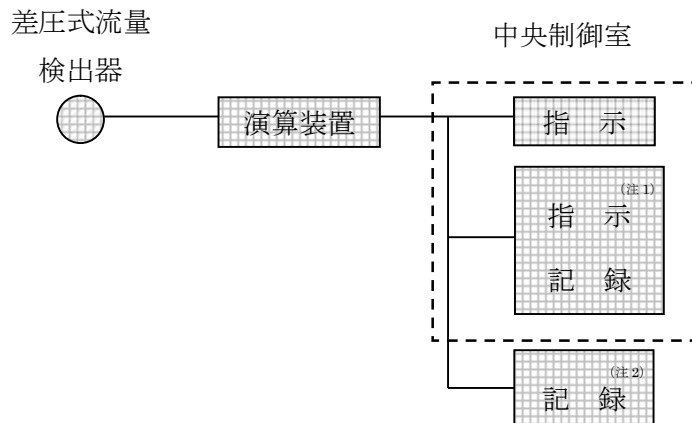 差圧式流量
検出器
中央制御室
演算装置
指 示
(注1)
指 示
記 録
(注2)
記 録